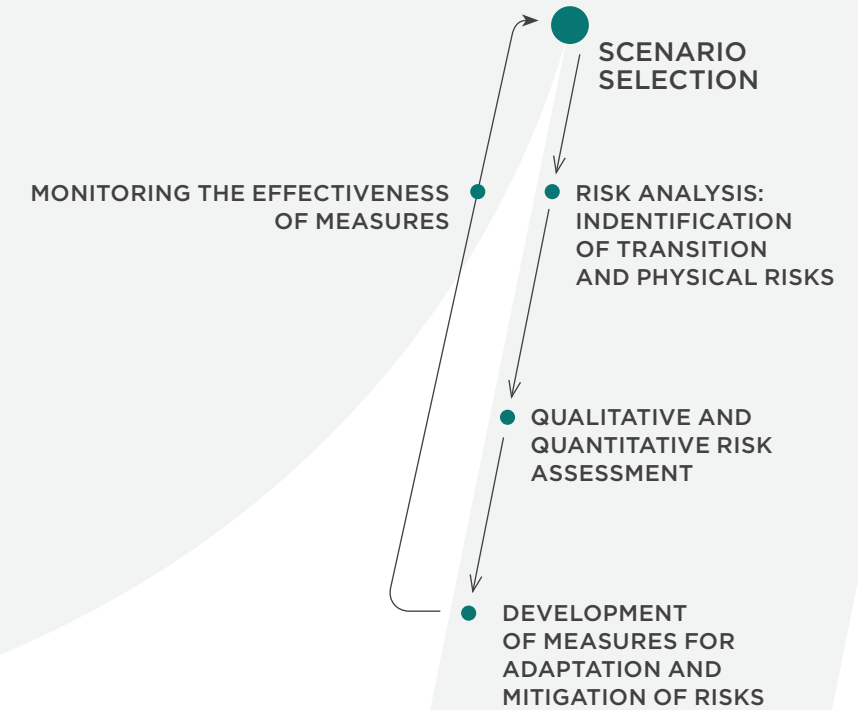 SCENARIO
SELECTION
MONITORING THE EFFECTIVENESS
OF MEASURES
RISK ANALYSIS:
INDENTIFICATION
OF TRANSITION
AND PHYSICAL RISKS
QUALITATIVE AND
QUANTITATIVE RISK
ASSESSMENT
DEVELOPMENT
OF MEASURES FOR
ADAPTATION AND
MITIGATION OF RISKS